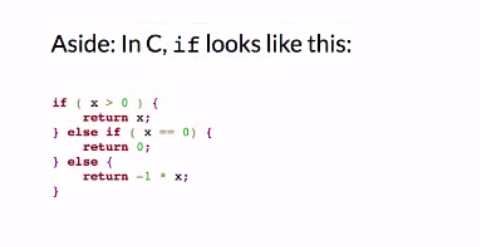 Aside: In C, if looks like this:
if ( x > 0 ) {
    return x;
} else if ( x == 0) {
    return 0;
} else {
    return -1 * x;
}